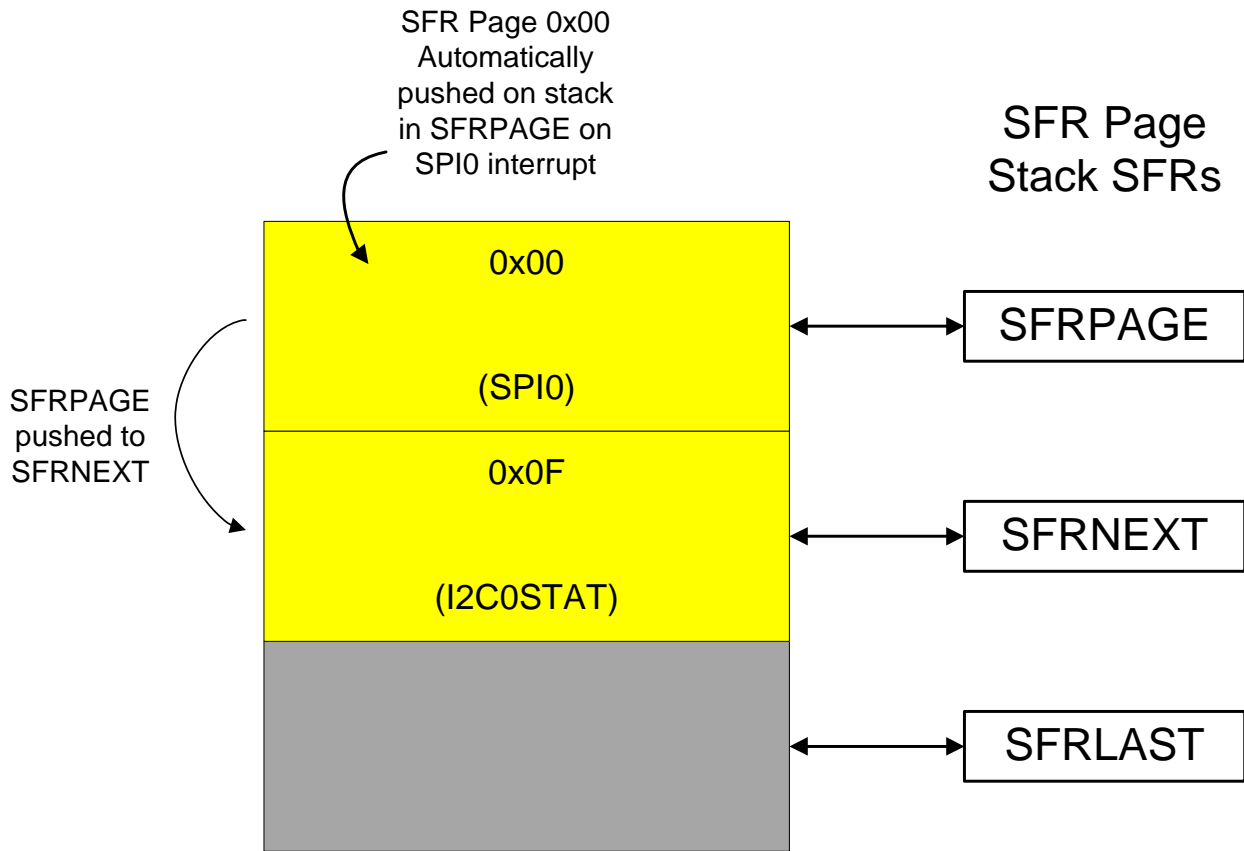 SFR Page 0x00
Automatically
pushed on stack
in SFRPAGE on
SPI0 interrupt
SFR Page
Stack SFRs
0x00
(SPI0)
SFRPAGE
SFRPAGE
pushed to
SFRNEXT
0x0F
(I2C0STAT)
SFRNEXT
SFRLAST